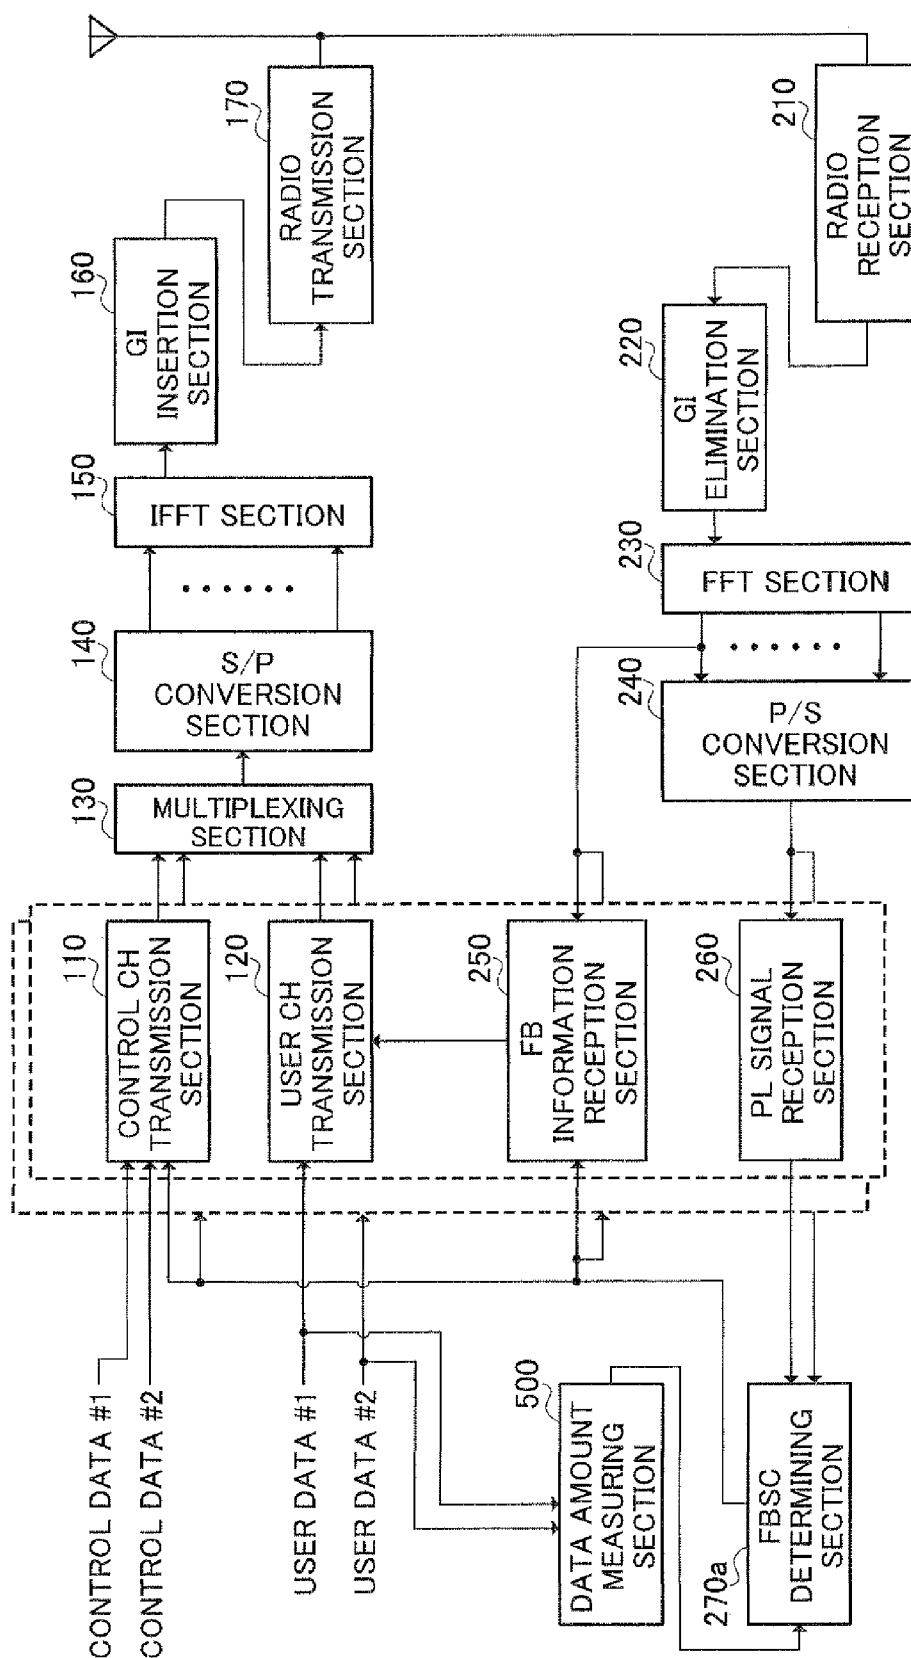 CONTROL DATA #1
CONTROL DATA #2
USER DATA #1
USER DATA #2
110
CONTROL CH
TRANSMISSION
SECTION
120
USER CH
TRANSMISSION
SECTION
130
MULTIPLEXING
SECTION
140
S/P
CONVERSION
SECTION
150
IFFT SECTION
160
GI
INSERTION
SECTION
170
RADIO
TRANSMISSION
SECTION
500
DATA AMOUNT
MEASURING
SECTION
270a
FBSC
DETERMINING
SECTION
250
FB
INFORMATION
RECEPTION
SECTION
260
PL SIGNAL
RECEPTION
SECTION
240
P/S
CONVERSION
SECTION
230
FFT SECTION
220
GI
ELIMINATION
SECTION
210
RADIO
RECEPTION
SECTION